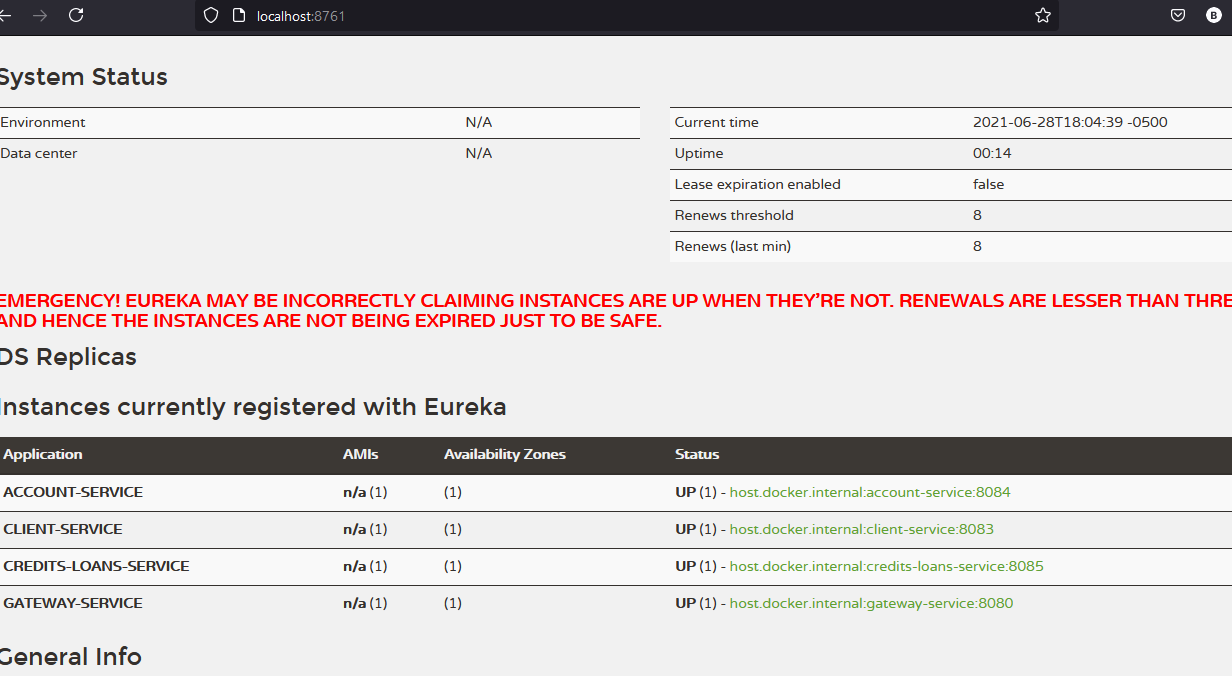 localhost:8761
B
System Status
Environment N/A
Data center N/A
Current time 2021-06-28T18:04:39 -0500
Uptime 00:14
Lease expiration enabled false
Renews threshold 8
Renews (last min) 8
EMERGENCY! EUREKA MAY BE INCORRECTLY CLAIMING INSTANCES ARE UP WHEN THEY'RE NOT. RENEWALS ARE LESSER THAN THRE
AND HENCE THE INSTANCES ARE NOT BEING EXPIRED JUST TO BE SAFE.
DS Replicas
Instances currently registered with Eureka
Application AMIs Availability Zones Status
ACCOUNT-SERVICE n/a (1) (1) UP (1) - host.docker.internal:account-service:8084
CLIENT-SERVICE n/a (1) (1) UP (1) - host.docker.internal:client-service:8083
CREDITS-LOANS-SERVICE n/a (1) (1) UP (1) - host.docker.internal:credits-loans-service:8085
GATEWAY-SERVICE n/a (1) (1) UP (1) - host.docker.internal:gateway-service:8080
General Info